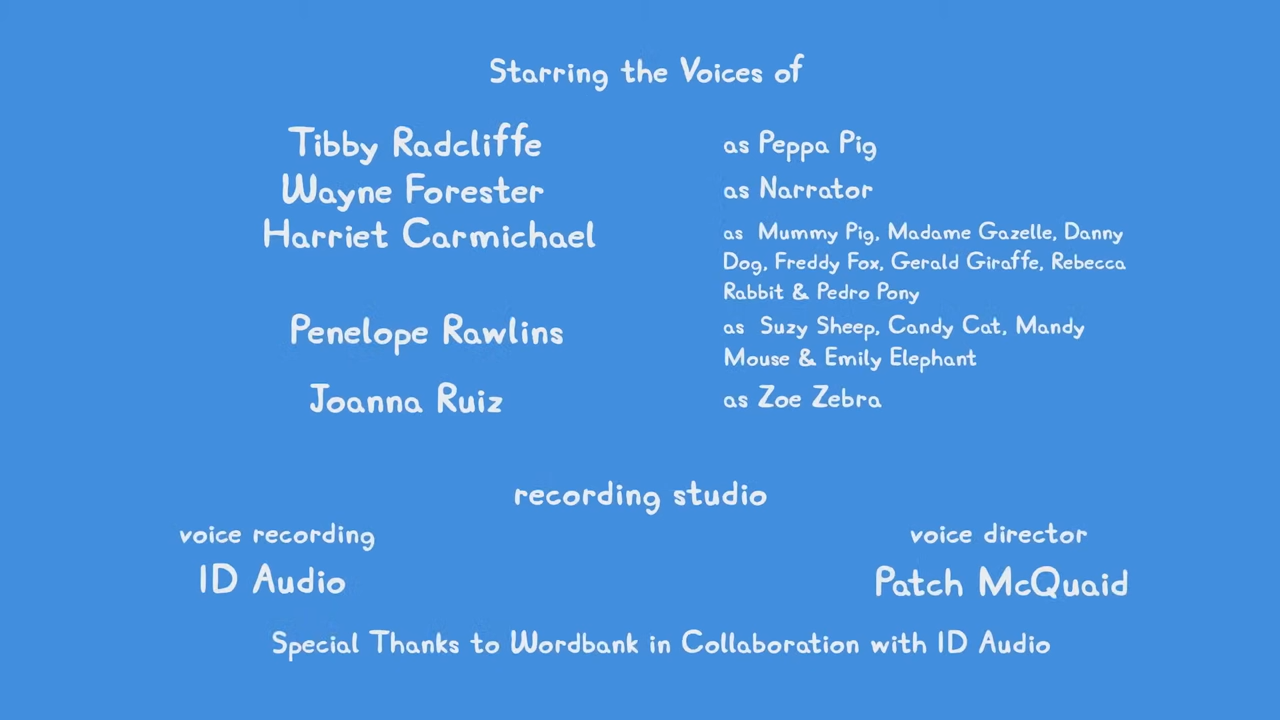 Starring the Voices of
Tibby Radcliffe as Peppa Pig
Wayne Forester as Narrator
Harriet Carmichael as Mummy Pig, Madame Gazelle, Danny
Dog, Freddy Fox, Gerald Giraffe, Rebecca
Rabbit & Pedro Pony
Penelope Rawlins as Suzy Sheep, Candy Cat, Mandy
Mouse & Emily Elephant
Joanna Ruiz as Zoe Zebra
recording studio
voice recording voice director
ID Audio Patch McQuaid
Special Thanks to Wordbank in Collaboration with ID Audio